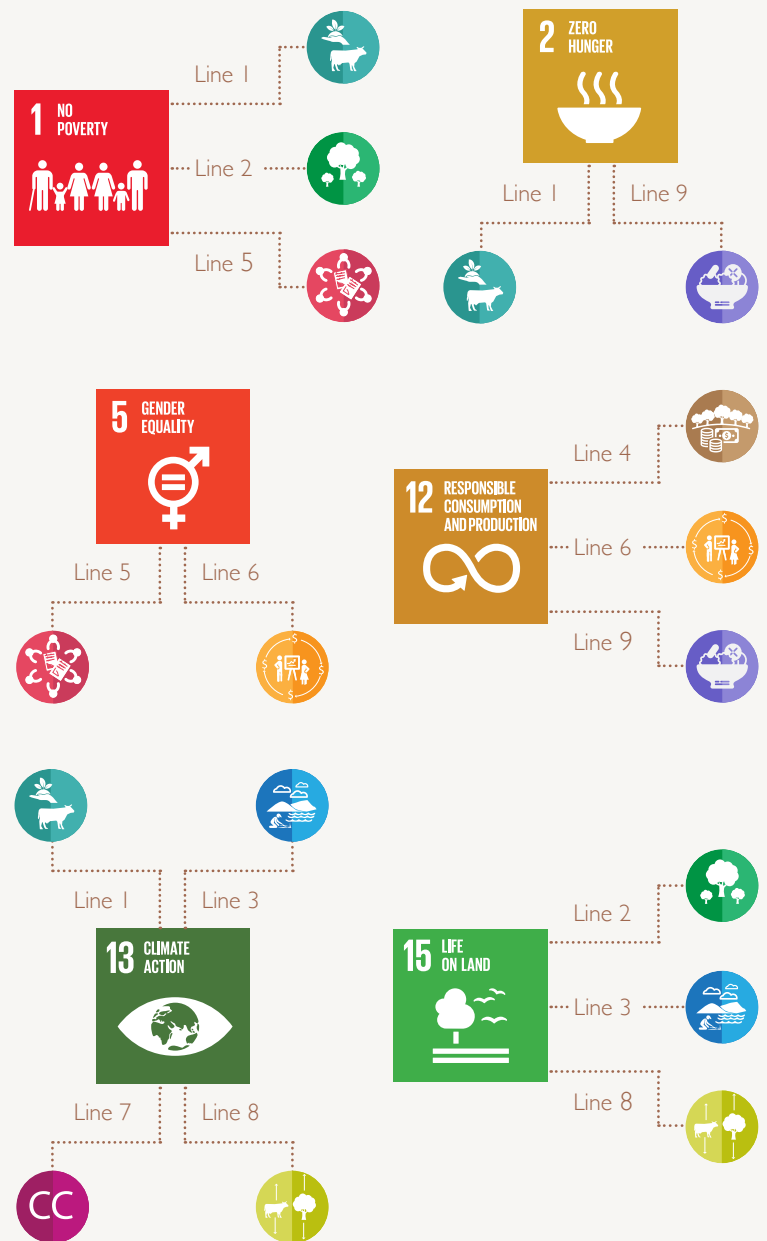 1 NO
POVERTY
Line 1
Line 2
Line 5
2 ZERO
HUNGER
Line 1
Line 9
5 GENDER
EQUALITY
Line 5
Line 6
$
$
$
$
12 RESPONSIBLE
CONSUMPTION
AND PRODUCTION
Line 4
$
Line 6
$
$
$
$
Line 9
Line 1
Line 3
13 CLIMATE
ACTION
Line 7
Line 8
CC
15 LIFE
ON LAND
Line 2
Line 3
Line 8